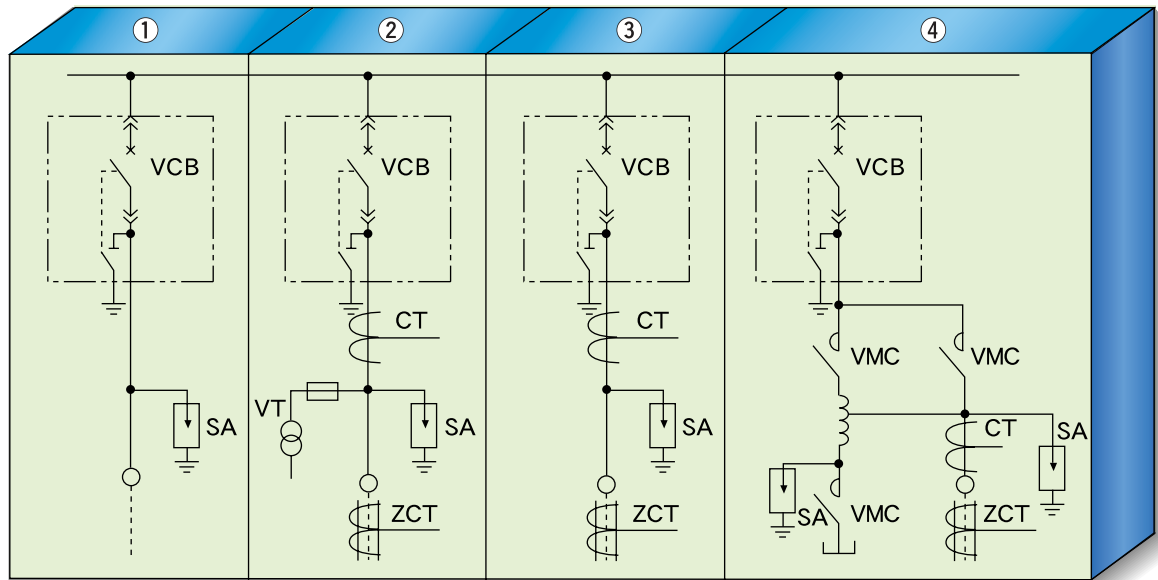 ① ② ③ ④
VCB VCB VCB VCB
CT CT
VMC VMC
VT
SA SA SA CT SA
ZCT ZCT SA VMC ZCT